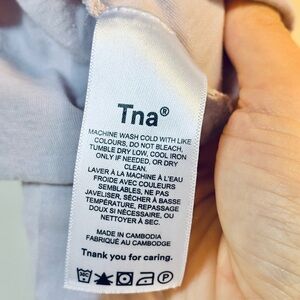 Tna®
MACHINE WASH COLD WITH LIKE
COLOURS, DO NOT BLEACH,
TUMBLE DRY LOW, COOL IRON
ONLY IF NEEDED, OR DRY
CLEAN.
LAVER À LA MACHINE À L'EAU
FROIDE AVEC COULEURS
SEMBLABLES, NE PAS
JAVELISER, SÉCHER À BASSE
TEMPÉRATURE, REPASSAGE
DOUX SI NÉCESSAIRE, OU
NETTOYER À SEC.
MADE IN CAMBODIA
FABRIQUÉ AU CAMBODGE
Tnank you for caring.